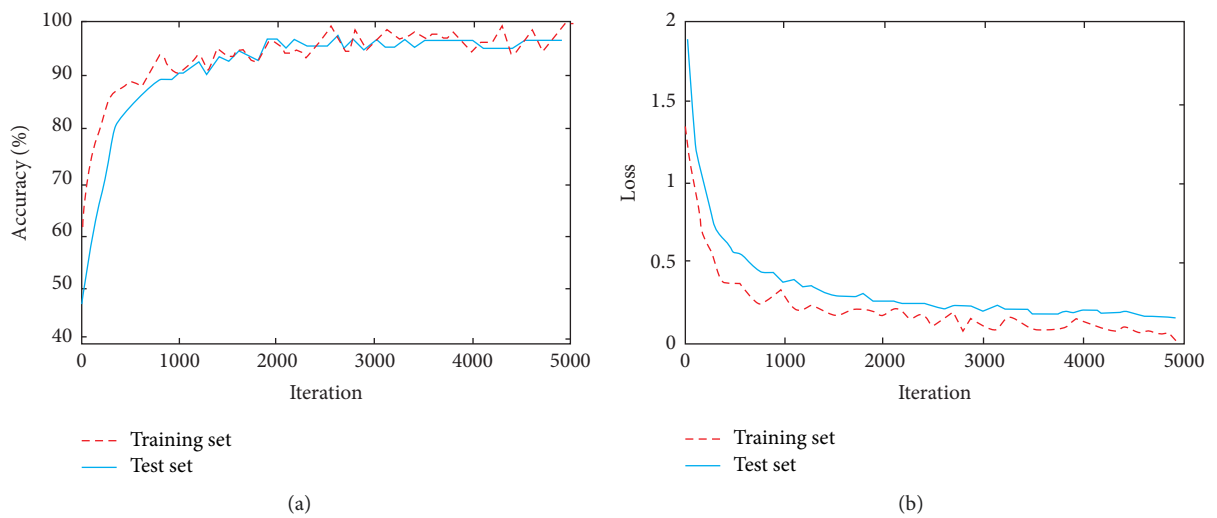 100
90
80
70
60
50
40
Accuracy (%)
0 1000 2000 3000 4000 5000
Iteration
Training set
Test set
(a)
2
1.5
1
0.5
0
Loss
0 1000 2000 3000 4000 5000
Iteration
Training set
Test set
(b)